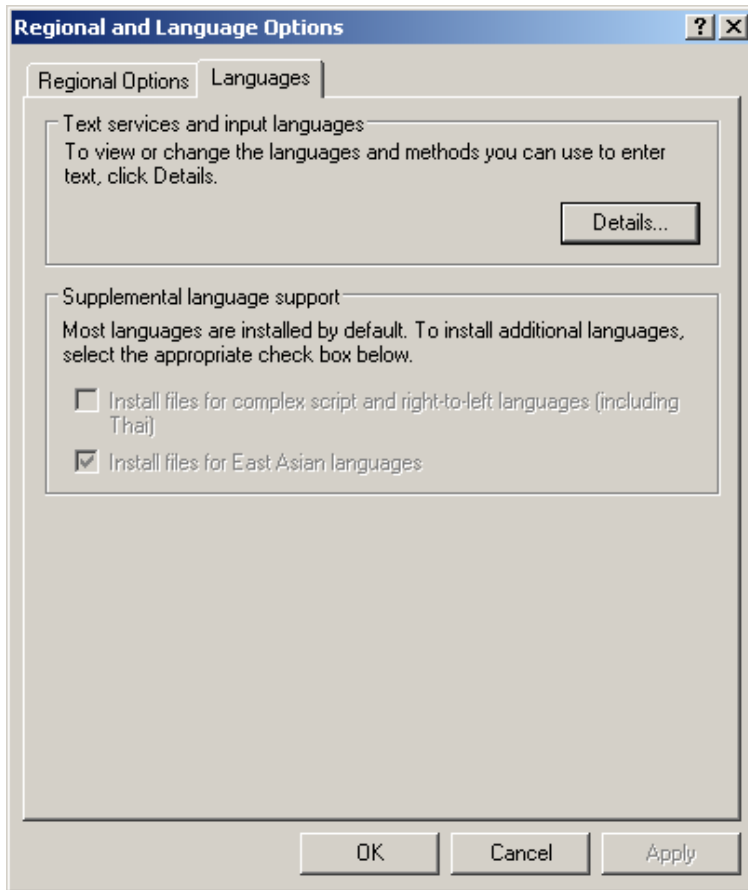 Regional and Language Options
Regional Options Languages
Text services and input languages
To view or change the languages and methods you can use to enter
text, click Details.
Details...
Supplemental language support
Most languages are installed by default. To install additional languages,
select the appropriate check box below.
Install files for complex script and right-to-left languages (including
Thai)
Install files for East Asian languages
OK Cancel Apply